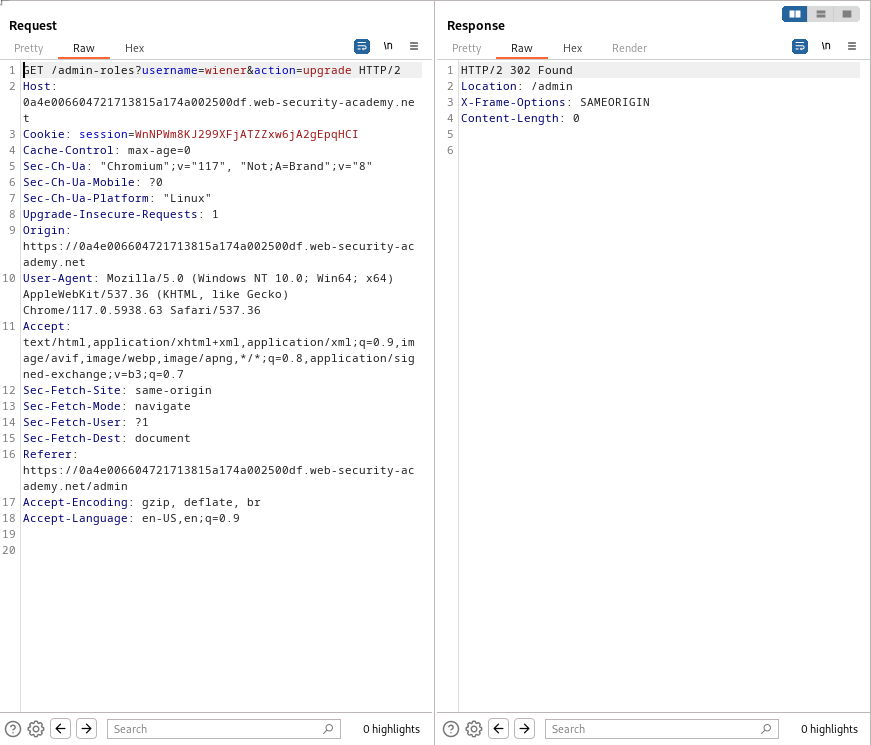 Request
Pretty Raw Hex \n
1 GET /admin-roles?username=wiener&action=upgrade HTTP/2
2 Host:
0a4e006604721713815a174a002500df.web-security-academy.ne
t
3 Cookie: session=WnNPWm8KJ299XFjATZZxw6jA2gEpqHCI
4 Cache-Control: max-age=0
5 Sec-Ch-Ua: "Chromium";v="117", "Not;A=Brand";v="8"
6 Sec-Ch-Ua-Mobile: ?0
7 Sec-Ch-Ua-Platform: "Linux"
8 Upgrade-Insecure-Requests: 1
9 Origin:
https://0a4e006604721713815a174a002500df.web-security-ac
ademy.net
10 User-Agent: Mozilla/5.0 (Windows NT 10.0; Win64; x64)
AppleWebKit/537.36 (KHTML, like Gecko)
Chrome/117.0.5938.63 Safari/537.36
11 Accept:
text/html,application/xhtml+xml,application/xml;q=0.9,im
age/avif,image/webp,image/apng,*/*;q=0.8,application/sig
ned-exchange;v=b3;q=0.7
12 Sec-Fetch-Site: same-origin
13 Sec-Fetch-Mode: navigate
14 Sec-Fetch-User: ?1
15 Sec-Fetch-Dest: document
16 Referer:
https://0a4e006604721713815a174a002500df.web-security-ac
ademy.net/admin
17 Accept-Encoding: gzip, deflate, br
18 Accept-Language: en-US,en;q=0.9
19
20
Search 0 highlights
Response
Pretty Raw Hex Render \n
1 HTTP/2 302 Found
2 Location: /admin
3 X-Frame-Options: SAMEORIGIN
4 Content-Length: 0
5
6
Search 0 highlights